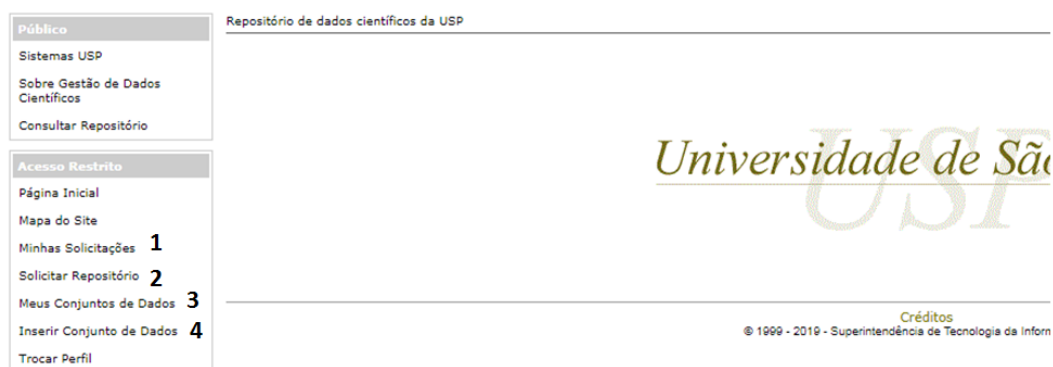 Público
Sistemas USP
Sobre Gestão de Dados
Científicos
Consultar Repositório
Acesso Restrito
Página Inicial
Mapa do Site
Minhas Solicitações 1
Solicitar Repositório 2
Meus Conjuntos de Dados 3
Inserir Conjunto de Dados 4
Trocar Perfil
Repositório de dados científicos da USP
USP
Universidade de
Créditos
© 1999 - 2019 - Superintendência de Tecnologia da